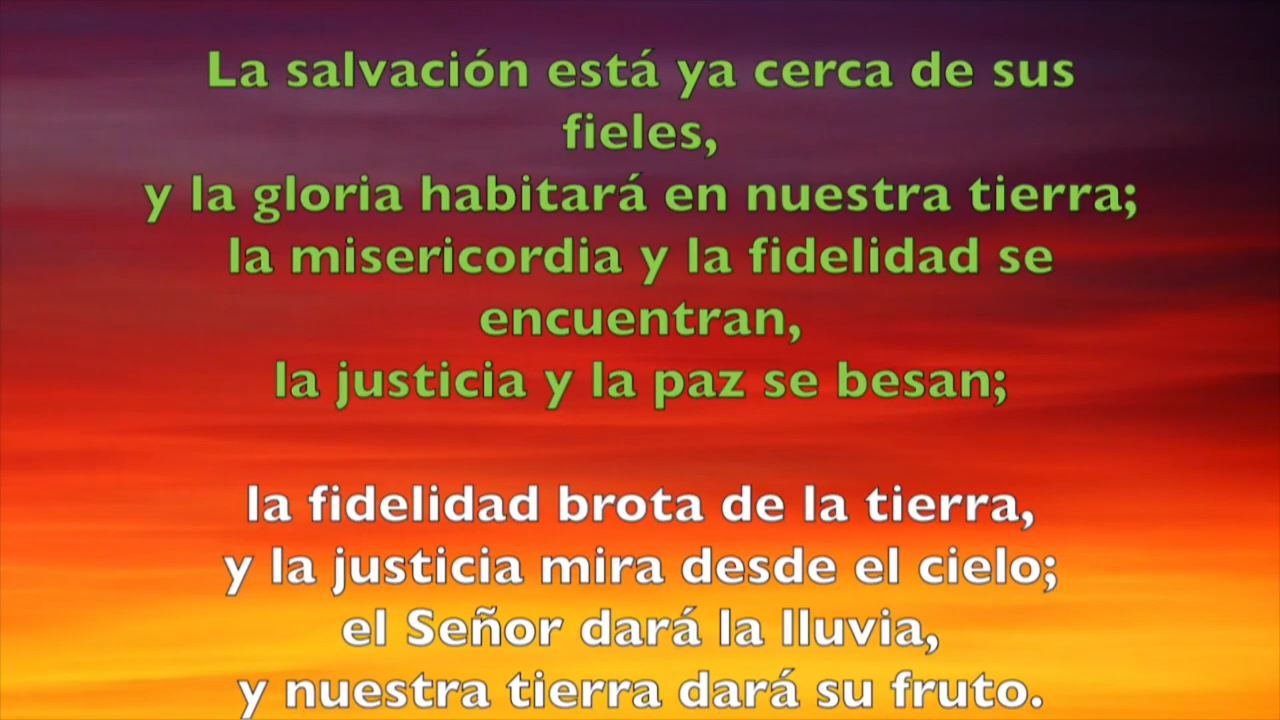 La salvación está ya cerca de sus
fieles,
y la gloria habitará en nuestra tierra;
la misericordia y la fidelidad se
encuentran,
la justicia y la paz se besan;
la fidelidad brota de la tierra,
y la justicia mira desde el cielo;
el Señor dará la lluvia,
y nuestra tierra dará su fruto.